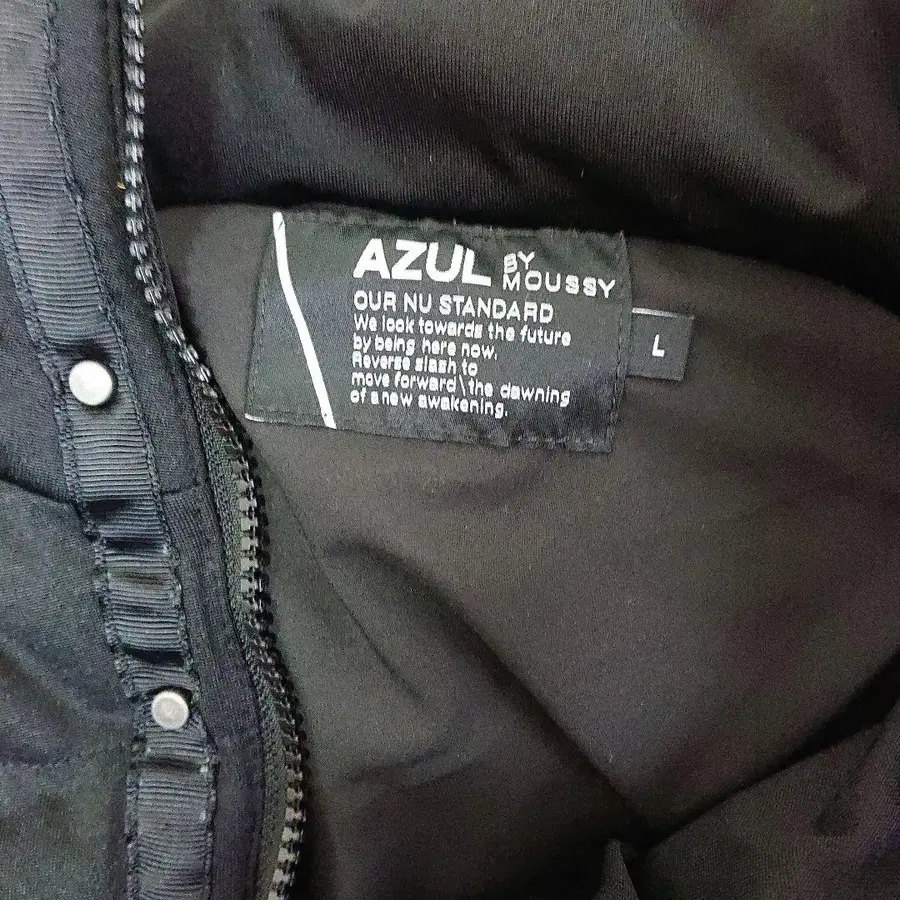 AZUL BY MOUSSY
OUR NU STANDARD
We look towards the future
by being here now.
Reverse slash to
move forward\the dawning
of a new awakening.
L